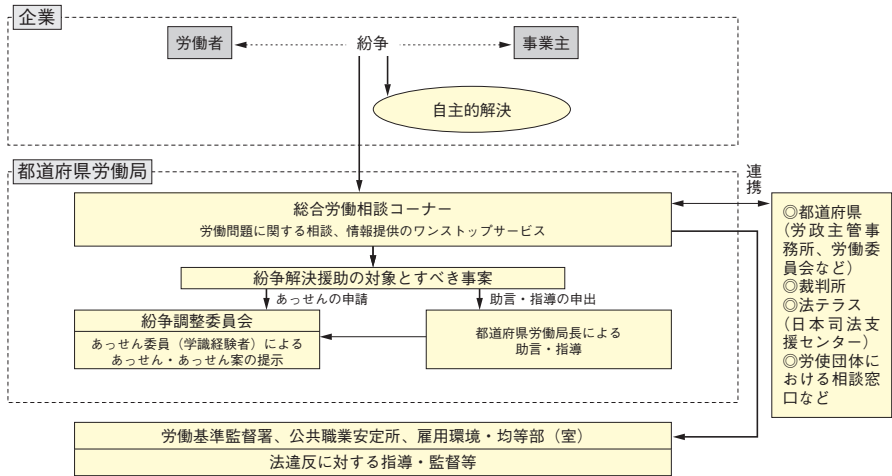 企業
労働者
紛争
事業主
自主的解決
都道府県労働局
連携
総合労働相談コーナー
労働問題に関する相談、情報提供のワンストップサービス
紛争解決援助の対象とすべき事案
あっせんの申請
助言・指導の申出
紛争調整委員会
あっせん委員（学識経験者）による
あっせん・あっせん案の提示
都道府県労働局長による
助言・指導
◎都道府県
（労政主管事
務所、労働委
員会など）
◎裁判所
◎法テラス
（日本司法支
援センター）
◎労使団体に
おける相談窓
口など
労働基準監督署、公共職業安定所、雇用環境・均等部（室）
法違反に対する指導・監督等